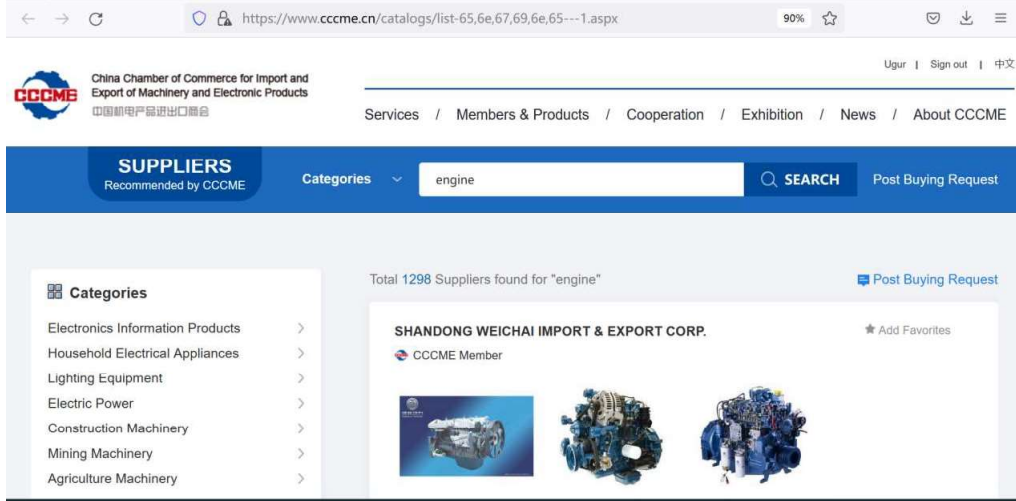 https://www.cccme.cn/catalogs/list-65,6e,67,69,6e,65---1.aspx
90%
Ugur | Sign out | 中文
CCCME
China Chamber of Commerce for Import and
Export of Machinery and Electronic Products
中国机电产品进出口商会
Services / Members & Products / Cooperation / Exhibition / News / About CCCME
SUPPLIERS
Recommended by CCCME
Categories
engine
SEARCH
Post Buying Request
Total 1298 Suppliers found for "engine"
Post Buying Request
Categories
Electronics Information Products
Household Electrical Appliances
Lighting Equipment
Electric Power
Construction Machinery
Mining Machinery
Agriculture Machinery
SHANDONG WEICHAI IMPORT & EXPORT CORP.
Add Favorites
CCCME Member